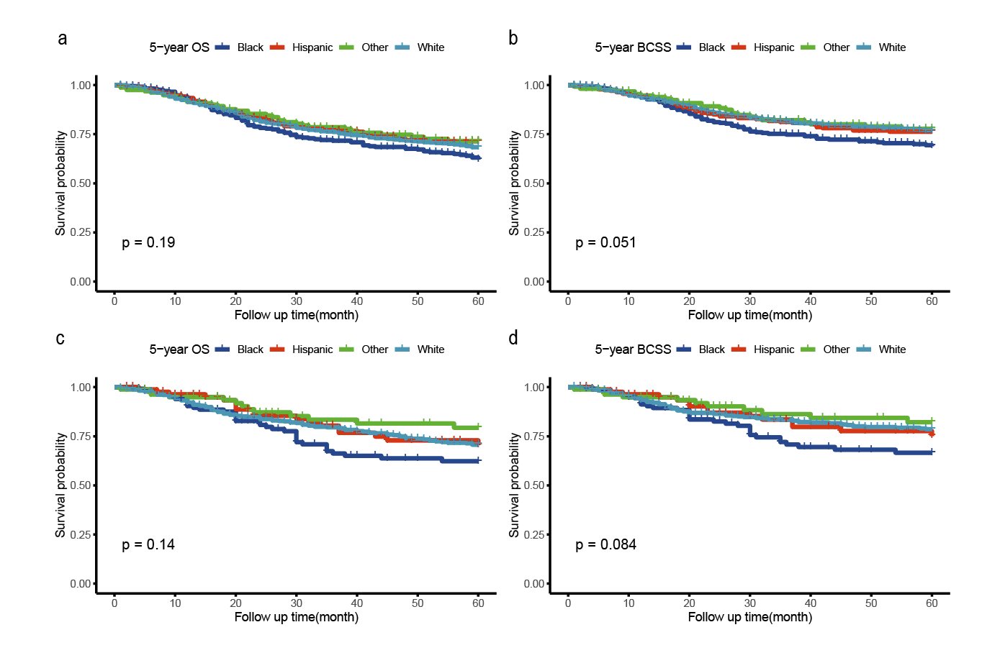 a
5−year OS Black Hispanic Other White
1.00
0.75
0.50
0.25
0.00
Survival probability
p = 0.19
0 10 20 30 40 50 60
Follow up time(month)
b
5−year BCSS Black Hispanic Other White
1.00
0.75
0.50
0.25
0.00
Survival probability
p = 0.051
0 10 20 30 40 50 60
Follow up time(month)
c
5−year OS Black Hispanic Other White
1.00
0.75
0.50
0.25
0.00
Survival probability
p = 0.14
0 10 20 30 40 50 60
Follow up time(month)
d
5−year BCSS Black Hispanic Other White
1.00
0.75
0.50
0.25
0.00
Survival probability
p = 0.084
0 10 20 30 40 50 60
Follow up time(month)